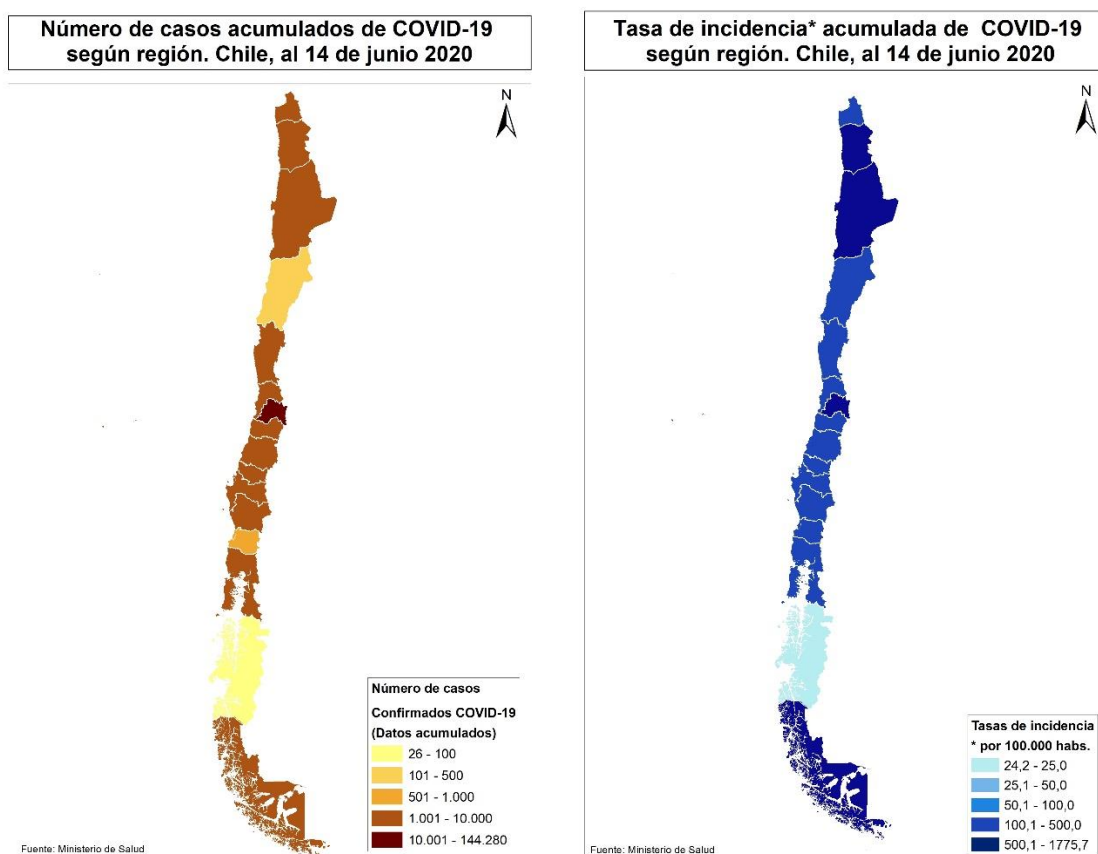 Número de casos acumulados de COVID-19
según región. Chile, al 14 de junio 2020
N
Número de casos
Confirmados COVID-19
(Datos acumulados)
26 - 100
101 - 500
501 - 1.000
1.001 - 10.000
10.001 - 144.280
Fuente: Ministerio de Salud
Tasa de incidencia* acumulada de COVID-19
según región. Chile, al 14 de junio 2020
N
Tasas de incidencia
* por 100.000 habs.
24,2 - 25,0
25,1 - 50,0
50,1 - 100,0
100,1 - 500,0
500,1 - 1775,7
Fuente: Ministerio de Salud